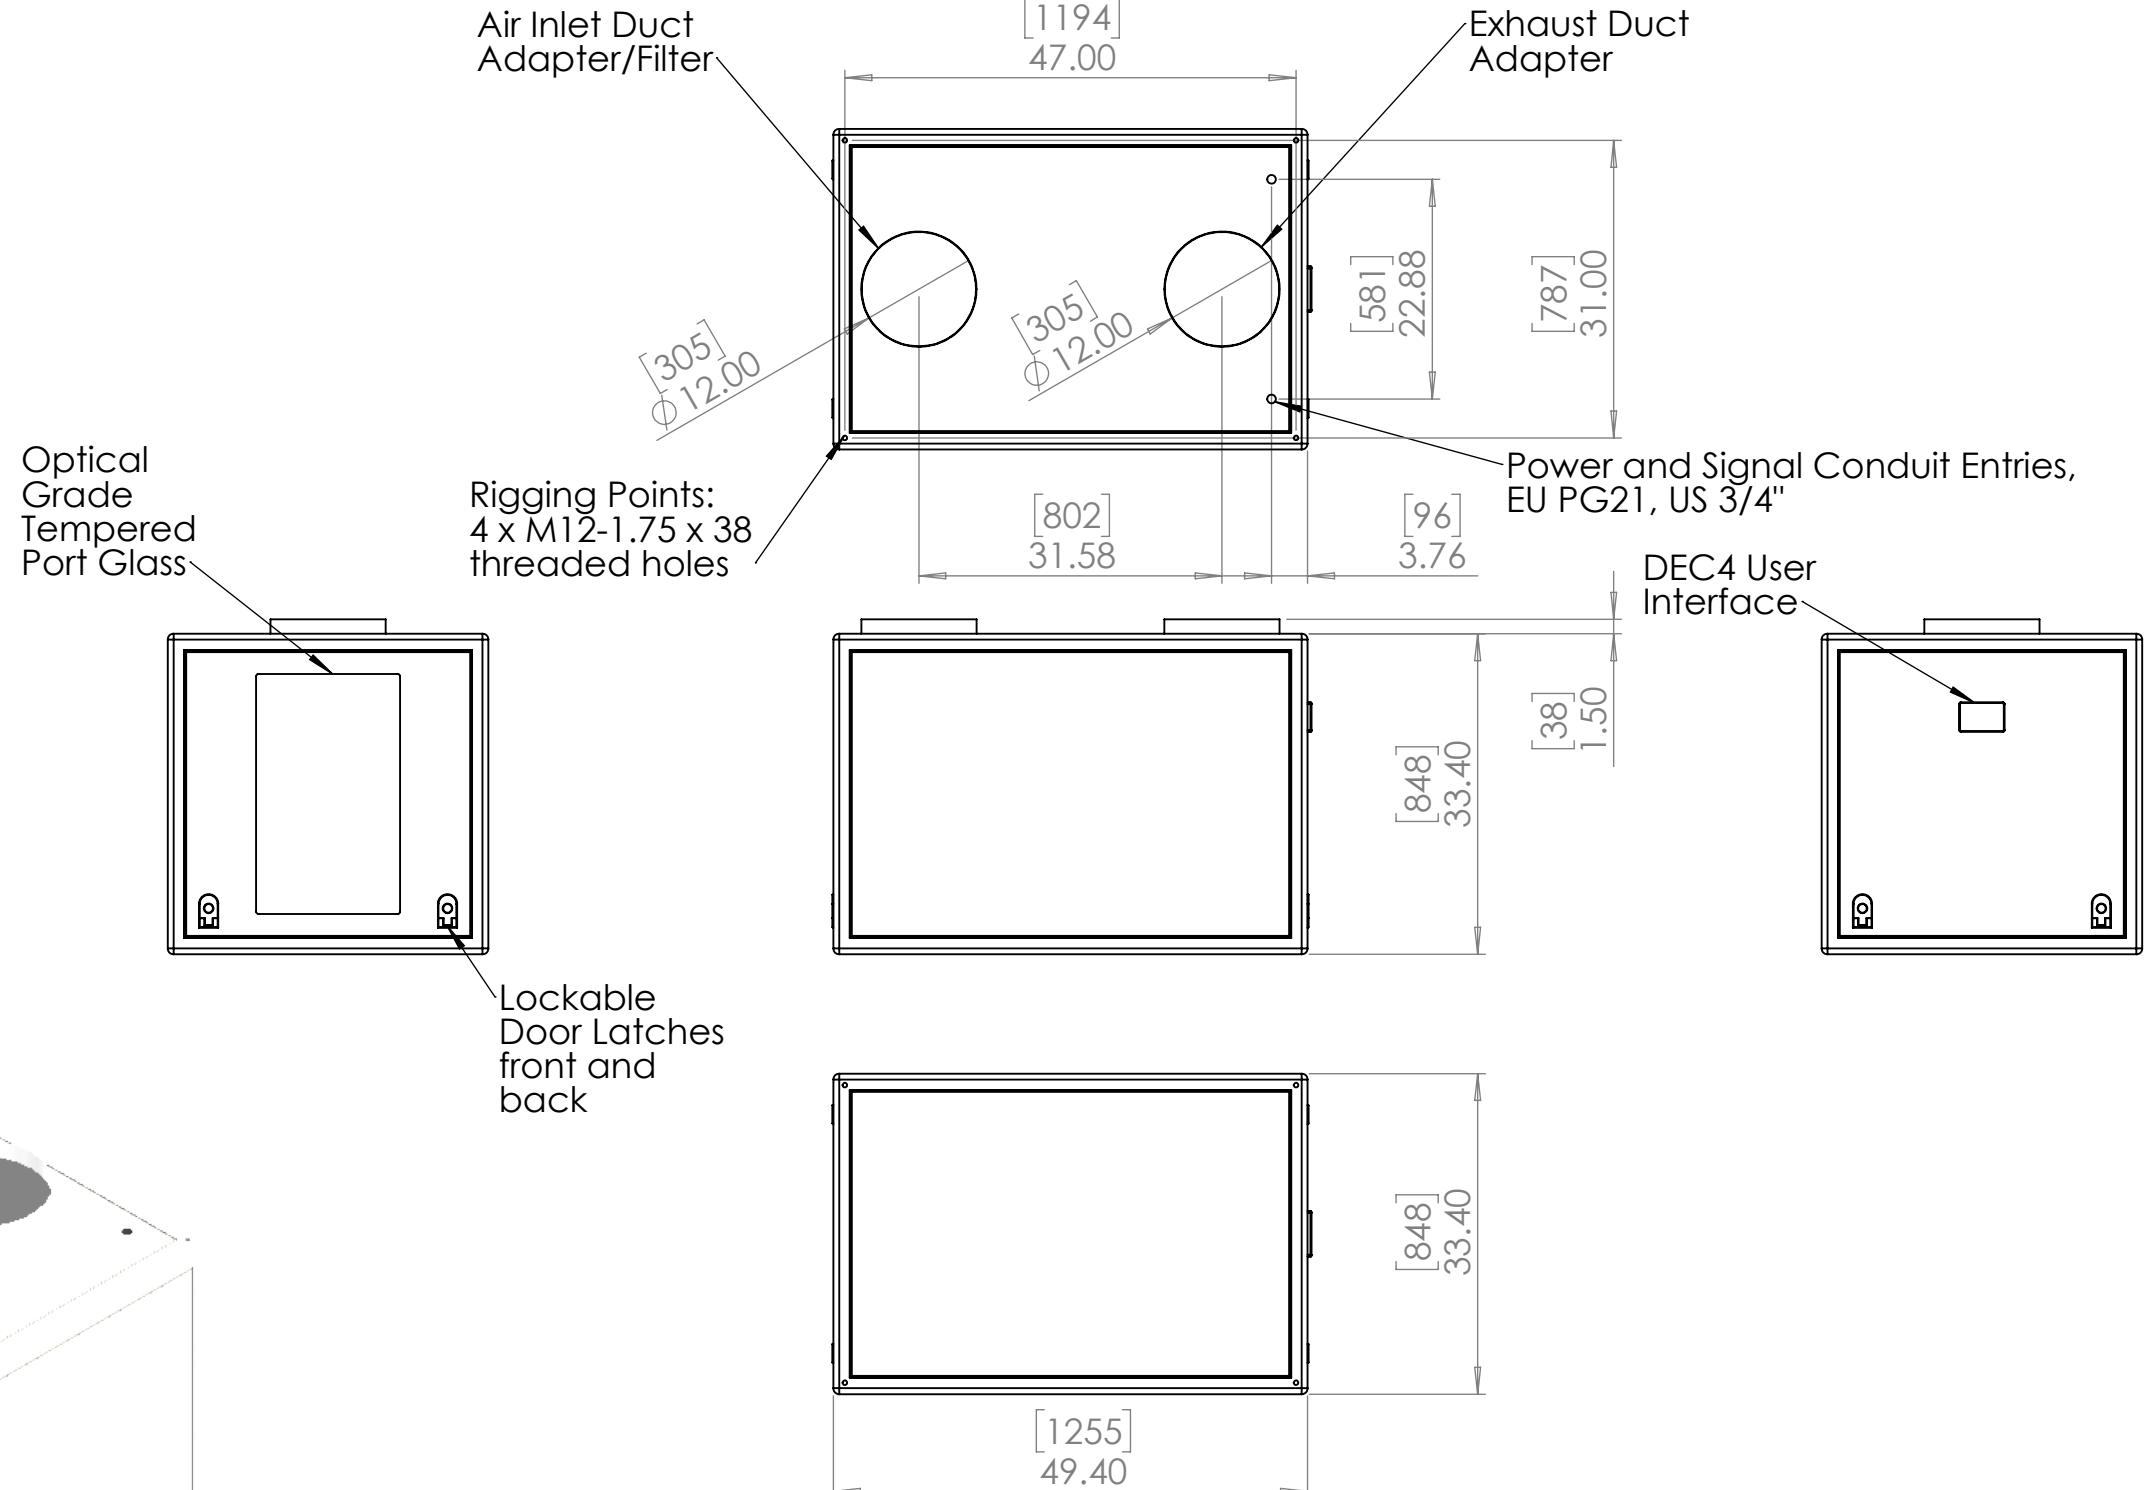 Air Inlet Duct
Adapter/Filter
[1194]
47.00
Exhaust Duct
Adapter
[305]
⌀ 12.00
[305]
⌀ 12.00
[581]
22.88
[787]
31.00
Optical
Grade
Tempered
Port Glass
Rigging Points:
4 x M12-1.75 x 38
threaded holes
[802]
31.58
[96]
3.76
Power and Signal Conduit Entries,
EU PG21, US 3/4"
DEC4 User
Interface
[38]
1.50
[848]
33.40
Lockable
Door Latches
front and
back
[848]
33.40
[1255]
49.40